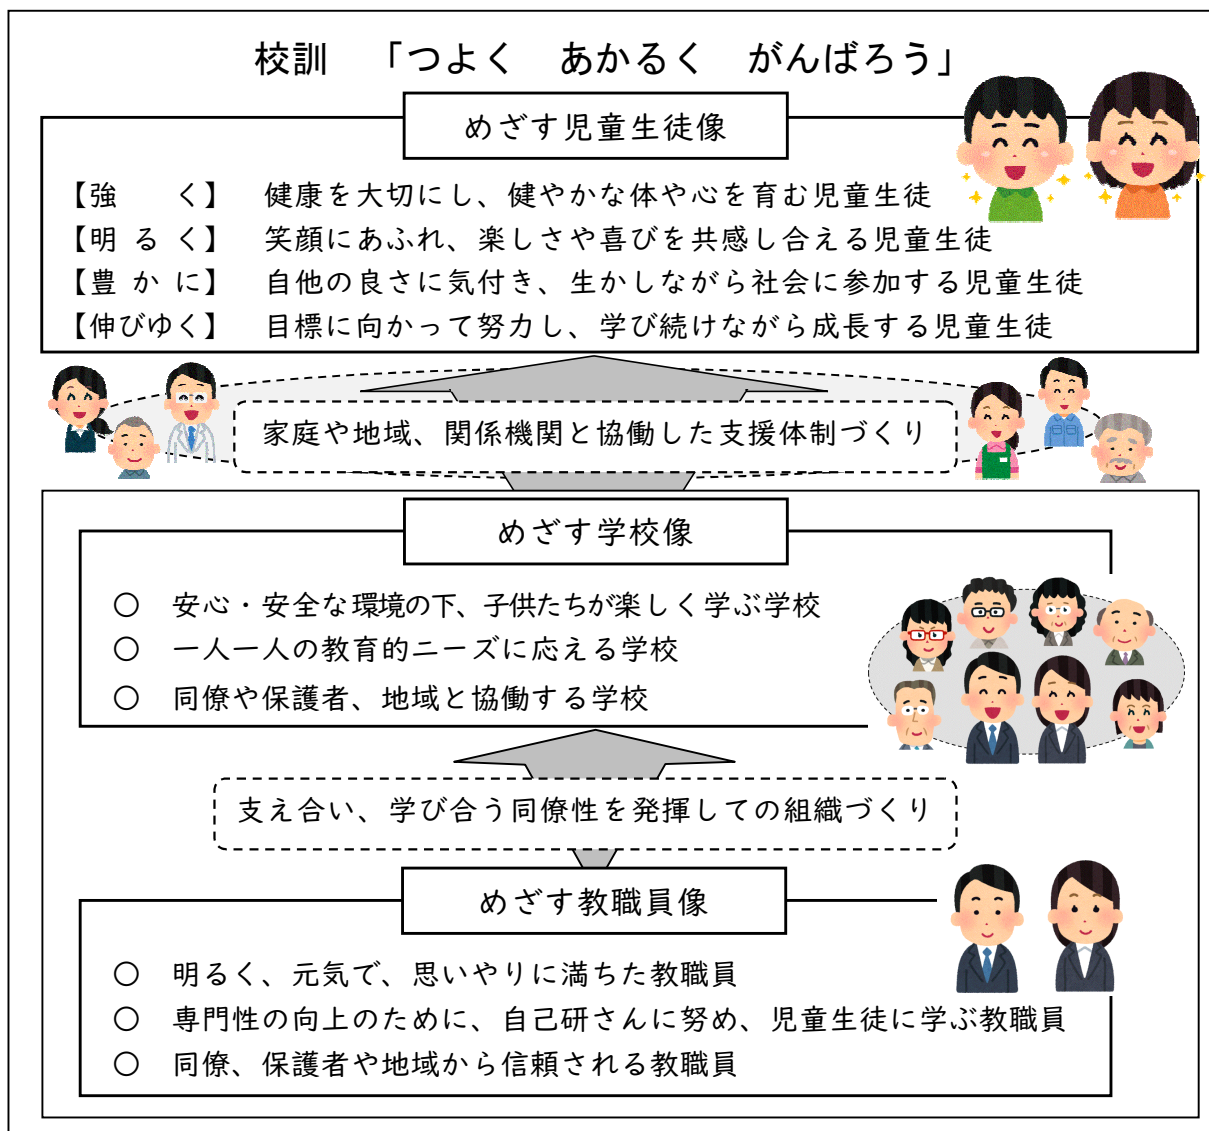 校訓　「つよく　あかるく　がんばろう」
めざす児童生徒像
【強　　く】　健康を大切にし、健やかな体や心を育む児童生徒
【明 る く】　笑顔にあふれ、楽しさや喜びを共感し合える児童生徒
【豊 か に】　自他の良さに気付き、生かしながら社会に参加する児童生徒
【伸びゆく】　目標に向かって努力し、学び続けながら成長する児童生徒
家庭や地域、関係機関と協働した支援体制づくり
めざす学校像
○　安心・安全な環境の下、子供たちが楽しく学ぶ学校
○　一人一人の教育的ニーズに応える学校
○　同僚や保護者、地域と協働する学校
支え合い、学び合う同僚性を発揮しての組織づくり
めざす教職員像
○　明るく、元気で、思いやりに満ちた教職員
○　専門性の向上のために、自己研さんに努め、児童生徒に学ぶ教職員
○　同僚、保護者や地域から信頼される教職員